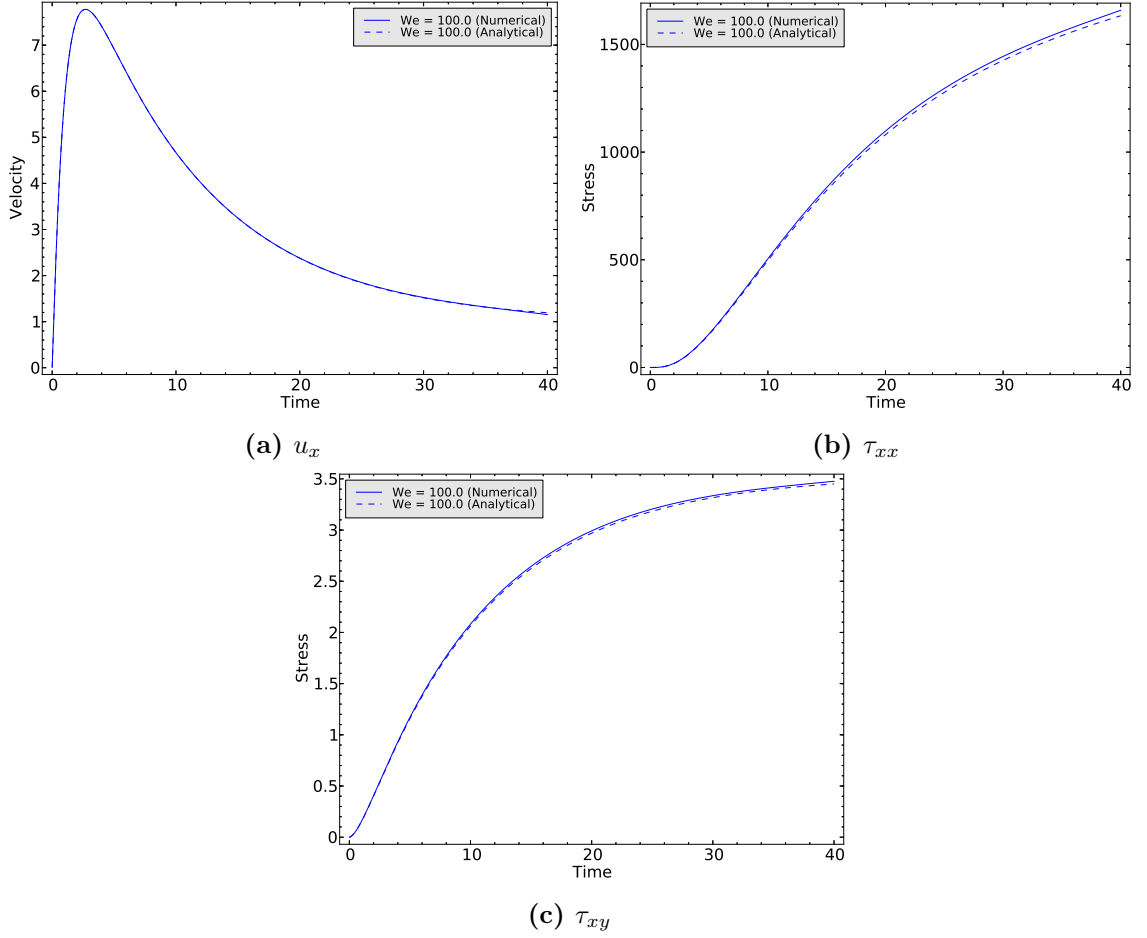 We = 100.0 (Numerical)
We = 100.0 (Analytical)
7
6
5
4
3
2
1
0
Velocity
0 10 20 30 40
Time
(a) u_x
We = 100.0 (Numerical)
We = 100.0 (Analytical)
1500
1000
500
0
Stress
0 10 20 30 40
Time
(b) τ_xx
We = 100.0 (Numerical)
We = 100.0 (Analytical)
3.5
3
2.5
2
1.5
1
0.5
0
Stress
0 10 20 30 40
Time
(c) τ_xy